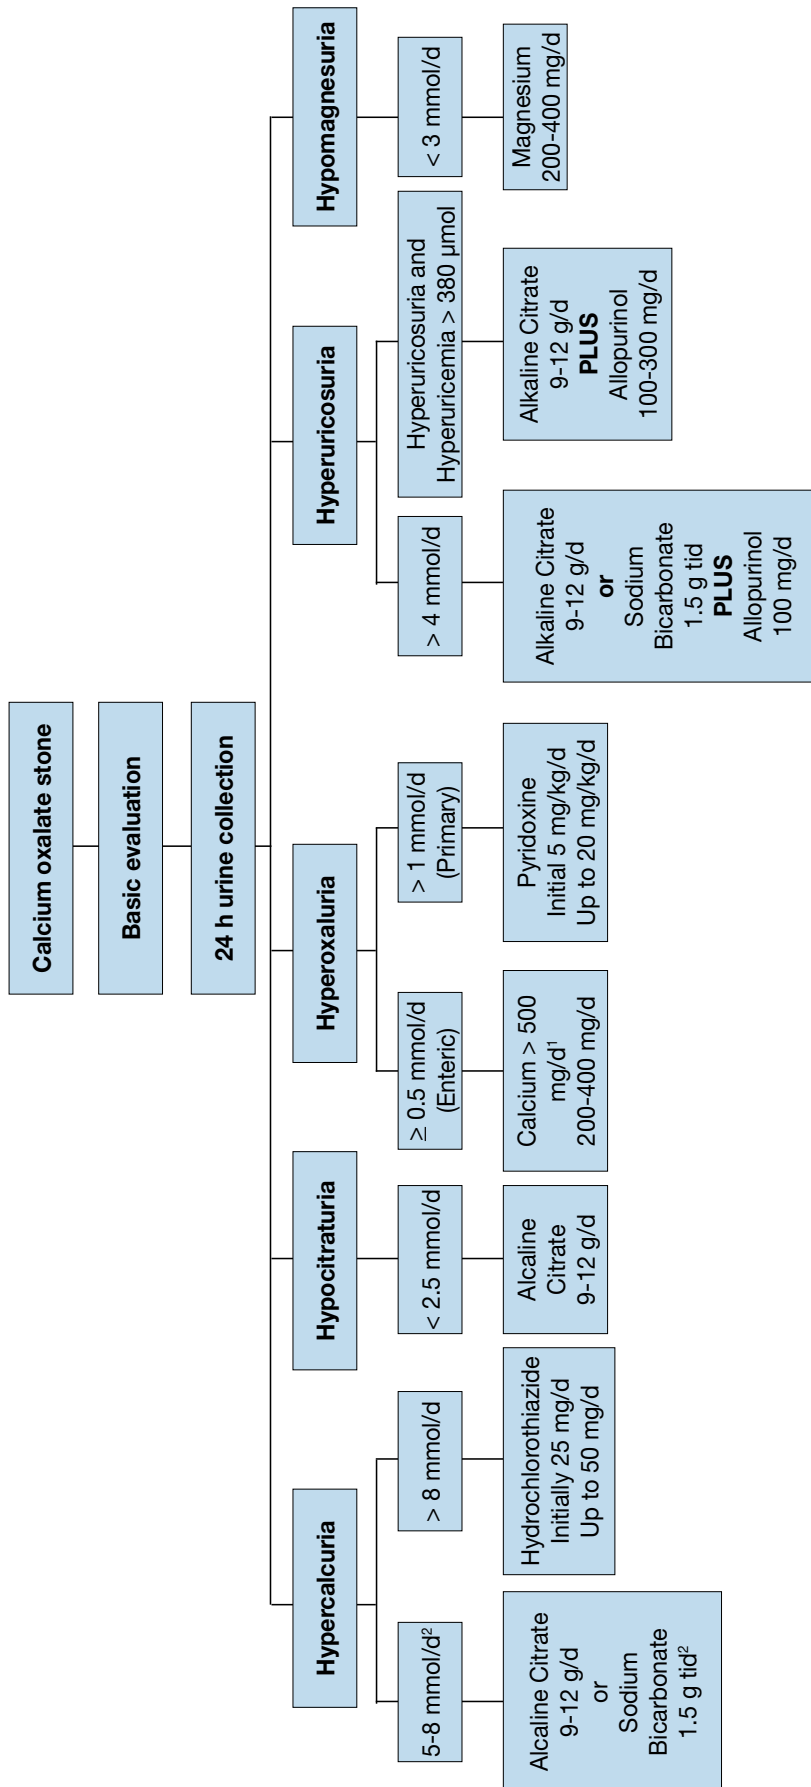 Calcium oxalate stone
Basic evaluation
24 h urine collection
Hypercalcuria
Hypocitraturia
Hyperoxaluria
Hyperuricosuria
Hypomagnesuria
5-8 mmol/d²
> 8 mmol/d
< 2.5 mmol/d
≥ 0.5 mmol/d
(Enteric)
> 1 mmol/d
(Primary)
> 4 mmol/d
Hyperuricosuria and
Hyperuricemia > 380 µmol
< 3 mmol/d
Alcaline Citrate
9-12 g/d
or
Sodium
Bicarbonate
1.5 g tid²
Hydrochlorothiazide
Initially 25 mg/d
Up to 50 mg/d
Alcaline
Citrate
9-12 g/d
Calcium > 500
mg/d¹
200-400 mg/d
Pyridoxine
Initial 5 mg/kg/d
Up to 20 mg/kg/d
Alkaline Citrate
9-12 g/d
or
Sodium
Bicarbonate
1.5 g tid
PLUS
Allopurinol
100 mg/d
Alkaline Citrate
9-12 g/d
PLUS
Allopurinol
100-300 mg/d
Magnesium
200-400 mg/d